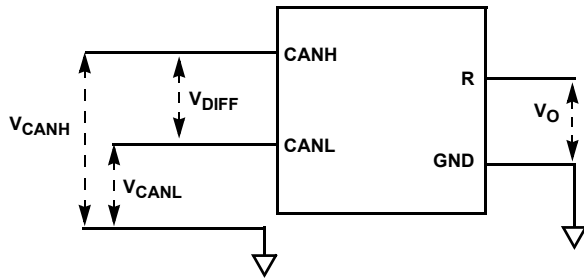 CANH
R
V_DIFF
V_O
V_CANH
CANL
GND
V_CANL